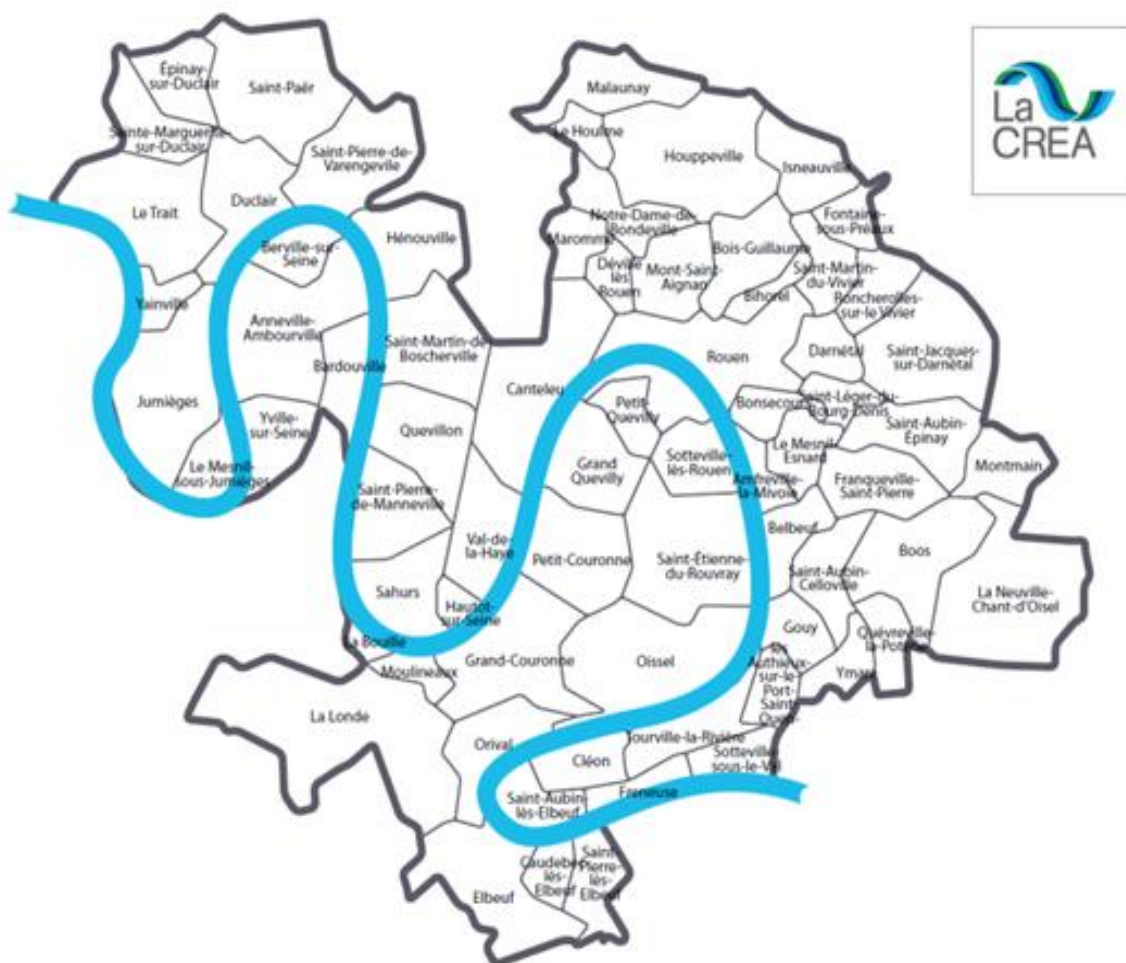 La
CREA
Épinay-
sur-Duclair
Saint-Paër
Sainte-Marguerite-
sur-Duclair
Saint-Pierre-de-
Varengeville
Le Trait
Duclair
Berville-sur-
Seine
Hénouville
Yainville
Anneville-
Ambourville
Bardouville
Saint-Martin-de
Boscherville
Jumièges
Yville-
sur-Seine
Le Mesnil-
sous-Jumièges
Quevillon
Saint-Pierre-
de-Manneville
Sahurs
Malaunay
Le Houlme
Houppeville
Isneauville
Notre-Dame-de-
Bondeville
Fontaine-
sous-Préaux
Maromme
Bois-Guillaume
Déville
lès
Rouen
Mont-Saint-
Aignan
Saint-Martin-
du-Vivier
Bihorel
Roncherolles-
sur-le Vivier
Canteleu
Rouen
Darnétal
Saint-Jacques-
sur-Darnétal
Petit-
Quevilly
Bonsecours
Saint-Léger-du-
Bourg-Denis
Saint-Aubin-
Épinay
Grand
Quevilly
Sotteville-
lès-Rouen
Le Mesnil-
Esnard
Amfreville-
la-Mivoie
Franqueville-
Saint-Pierre
Montmain
Val-de-
la-Haye
Petit-Couronne
Saint-Étienne-
du-Rouvray
Belbeuf
Saint-Aubin-
Celloville
Boos
La Neuville-
Chant-d'Oisel
Hautot-
sur-Seine
La Bouille
Moulineaux
Grand-Couronne
Oissel
Gouy
Quévreville-
la-Poterie
Ymare
les
Authieux-
sur-le-
Port-
Saint-
Ouen
La Londe
Orival
Cléon
Tourville-la-Rivière
Sotteville-
sous-le-Val
Freneuse
Saint-Aubin-
lès-Elbeuf
Elbeuf
Caudebec-
lès-
Elbeuf
Saint-
Pierre-
lès-
Elbeuf